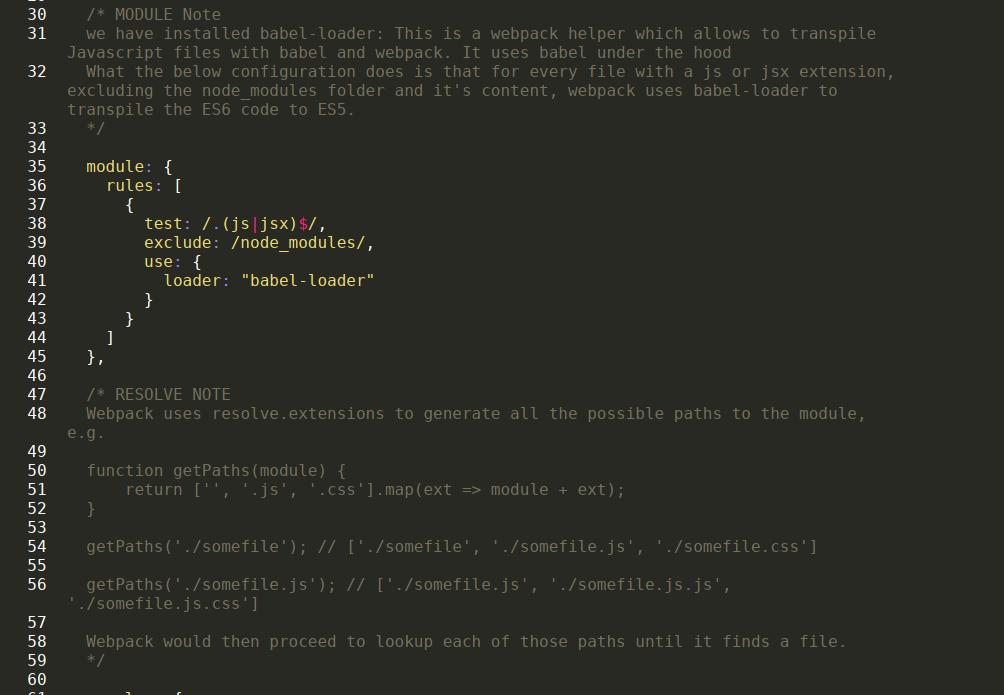 30 /* MODULE Note
31 we have installed babel-loader: This is a webpack helper which allows to transpile
Javascript files with babel and webpack. It uses babel under the hood
32 What the below configuration does is that for every file with a js or jsx extension,
excluding the node_modules folder and it's content, webpack uses babel-loader to
transpile the ES6 code to ES5.
33 */
34
35 module: {
36 rules: [
37 {
38 test: /.(js|jsx)$/,
39 exclude: /node_modules/,
40 use: {
41 loader: "babel-loader"
42 }
43 }
44 ]
45 },
46
47 /* RESOLVE NOTE
48 Webpack uses resolve.extensions to generate all the possible paths to the module,
e.g.
49
50 function getPaths(module) {
51 return ['', '.js', '.css'].map(ext => module + ext);
52 }
53
54 getPaths('./somefile'); // ['./somefile', './somefile.js', './somefile.css']
55
56 getPaths('./somefile.js'); // ['./somefile.js', './somefile.js.js',
'./somefile.js.css']
57
58 Webpack would then proceed to lookup each of those paths until it finds a file.
59 */
60